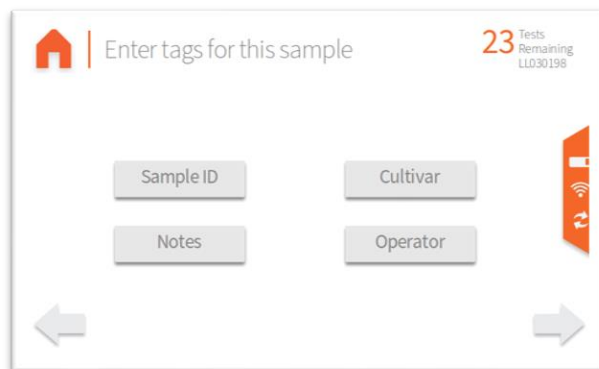 Enter tags for this sample
23
Tests
Remaining
LL030198
Sample ID
Cultivar
Notes
Operator